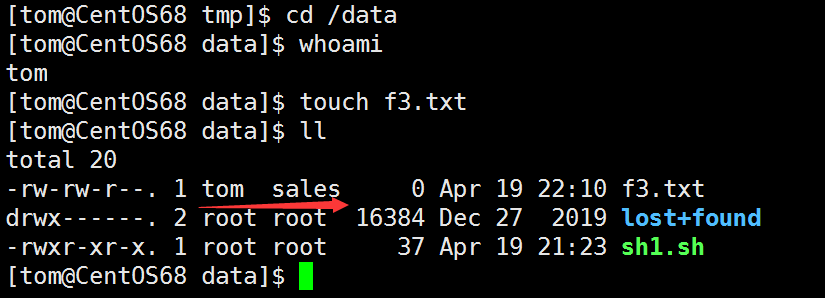 [tom@CentOS68 tmp]$ cd /data
[tom@CentOS68 data]$ whoami
tom
[tom@CentOS68 data]$ touch f3.txt
[tom@CentOS68 data]$ ll
total 20
-rw-rw-r--. 1 tom  sales     0 Apr 19 22:10 f3.txt
drwx------. 2 root root  16384 Dec 27  2019 lost+found
-rwxr-xr-x. 1 root root     37 Apr 19 21:23 sh1.sh
[tom@CentOS68 data]$